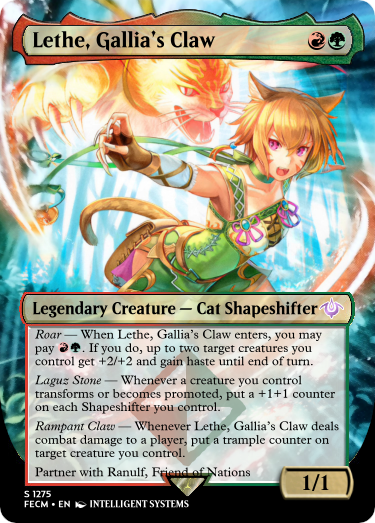 Lethe, Gallia's Claw
Legendary Creature — Cat Shapeshifter
Roar — When Lethe, Gallia's Claw enters, you may
pay RG. If you do, up to two target creatures you
control get +2/+2 and gain haste until end of turn.
Laguz Stone — Whenever a creature you control
transforms or becomes promoted, put a +1+1 counter
on each Shapeshifter you control.
Rampant Claw — Whenever Lethe, Gallia's Claw deals
combat damage to a player, put a trample counter on
target creature you control.
Partner with Ranulf, Friend of Nations
1/1
S 1275
FECM • EN INTELLIGENT SYSTEMS